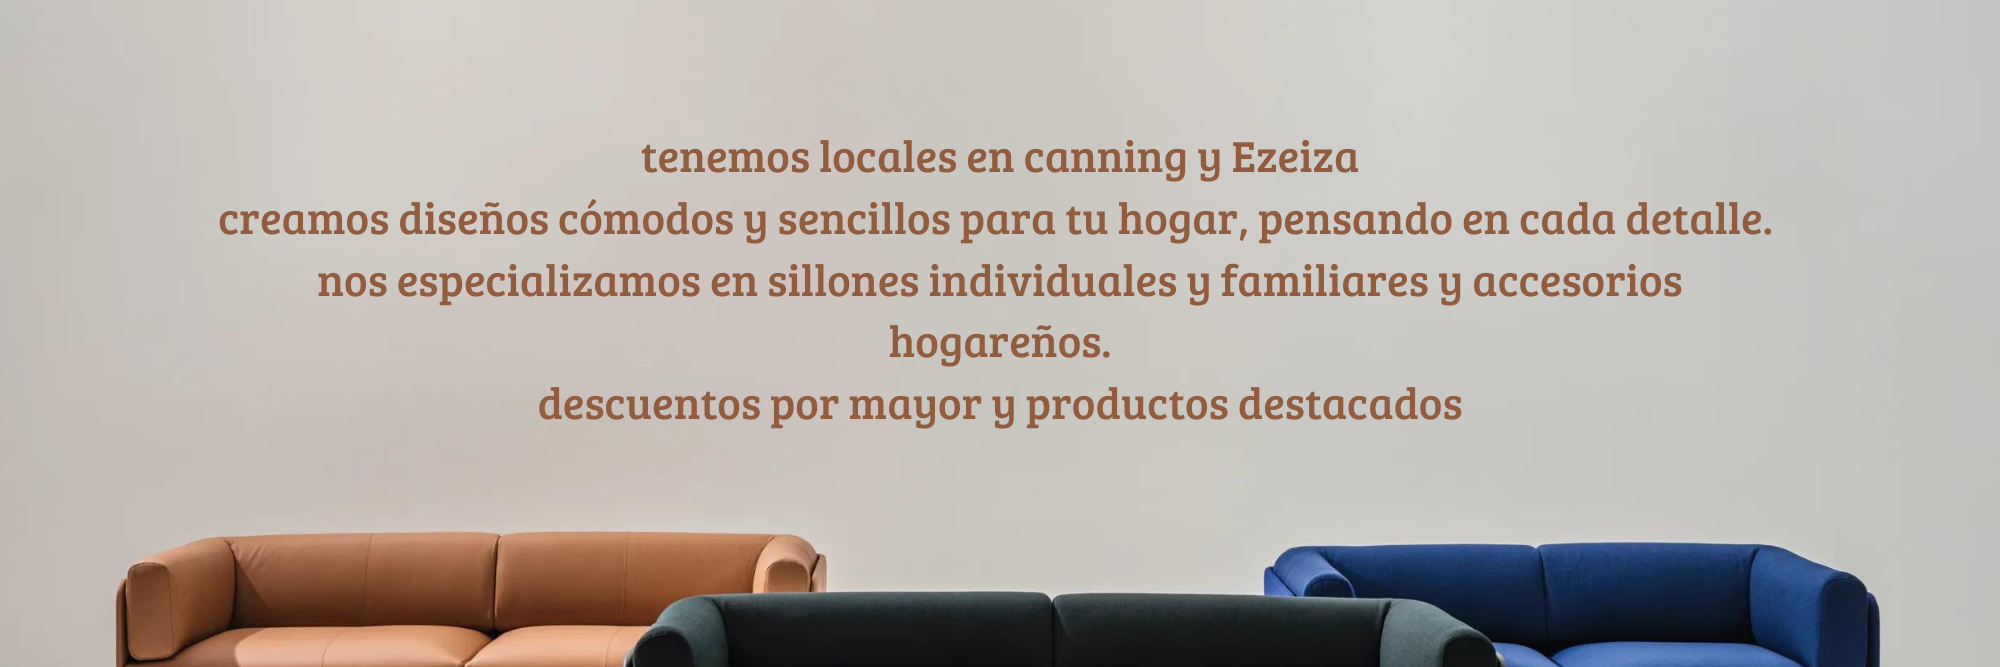 tenemos locales en canning y Ezeiza
creamos diseños cómodos y sencillos para tu hogar, pensando en cada detalle.
nos especializamos en sillones individuales y familiares y accesorios
hogareños.
descuentos por mayor y productos destacados